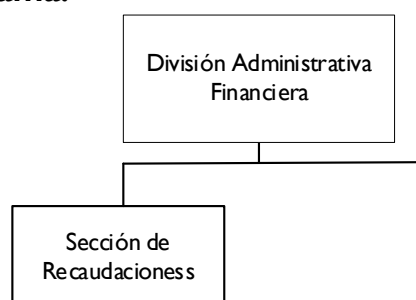 División Administrativa
Financiera
Sección de
Recaudacioness